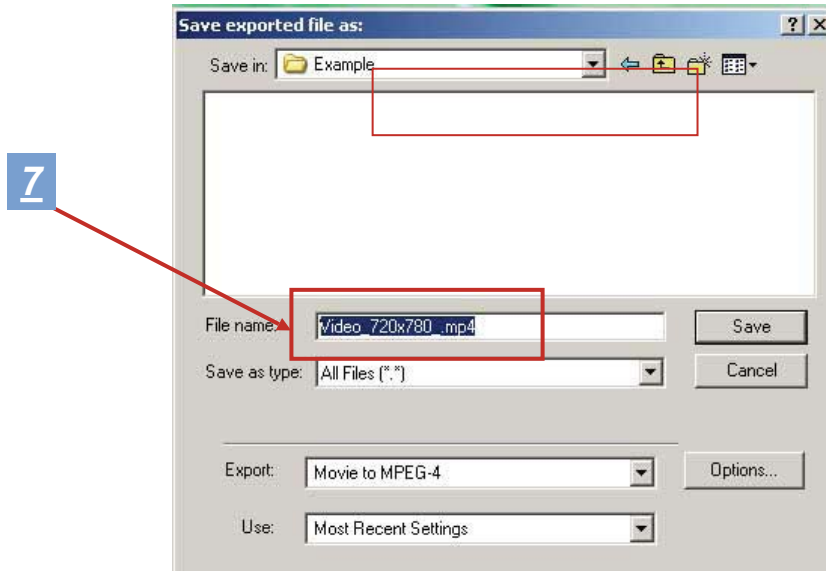 Save exported file as:
Save in: Example
7
File name: Video_720x780_.mp4
Save
Save as type: All Files (*.*)
Cancel
Export: Movie to MPEG-4
Options...
Use: Most Recent Settings